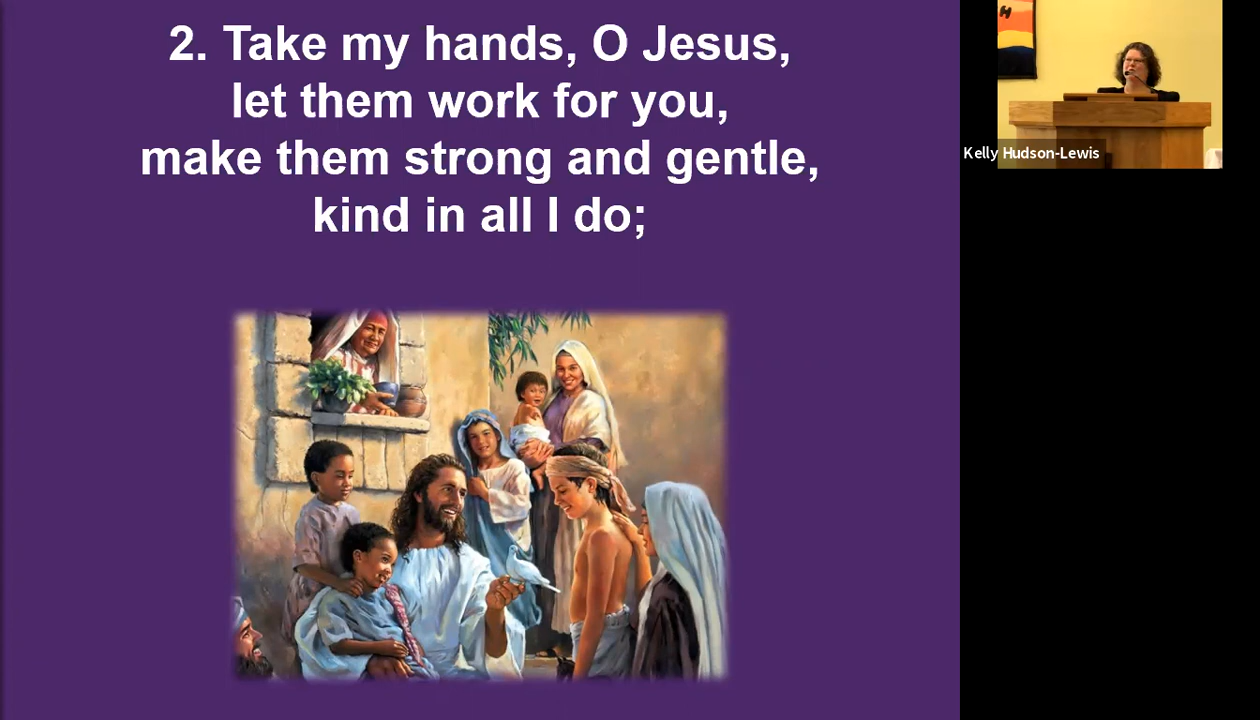 2. Take my hands, O Jesus,
let them work for you,
make them strong and gentle,
kind in all I do;
Kelly Hudson-Lewis